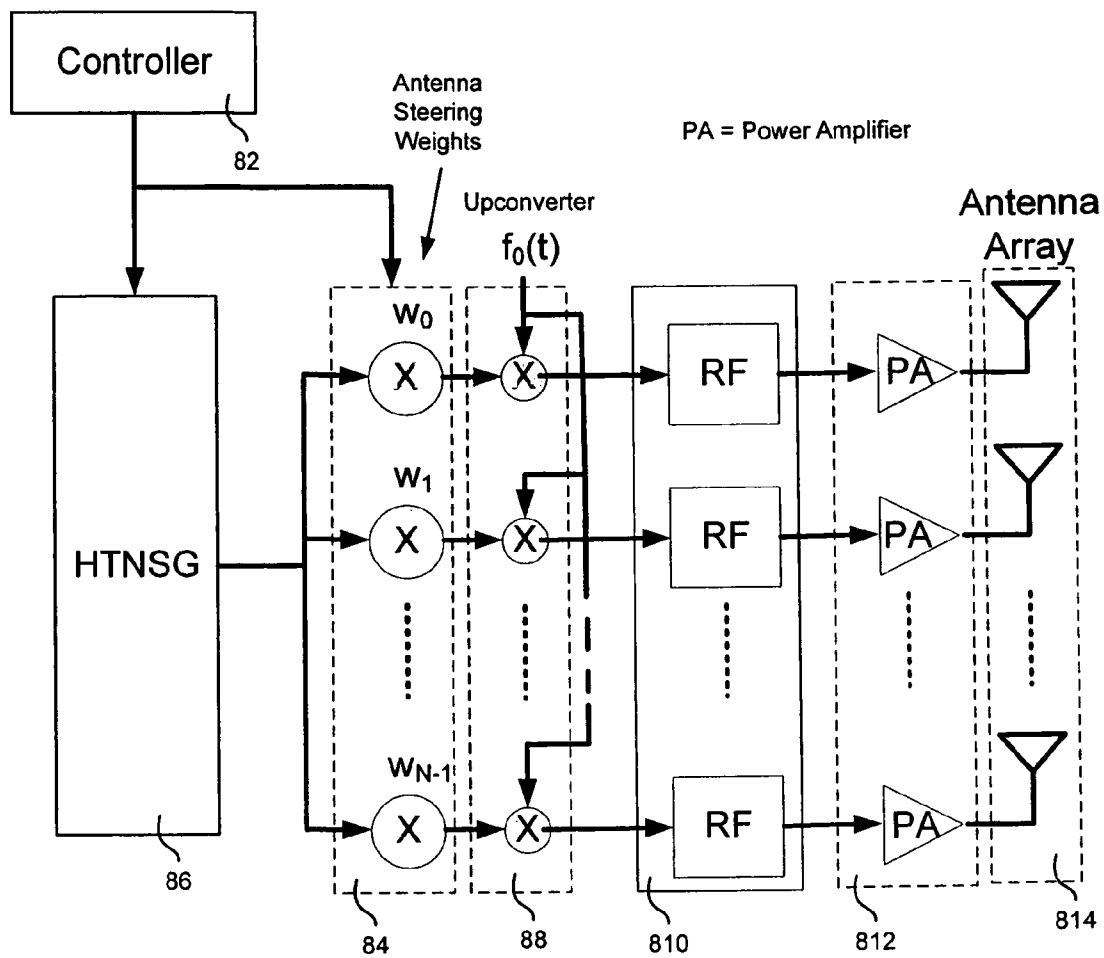 Controller
82
Antenna
Steering
Weights
PA = Power Amplifier
Upconverter
f0(t)
Antenna
Array
HTNSG
w0
X
X
RF
PA
w1
X
X
RF
PA
wN-1
X
X
RF
PA
86
84
88
810
812
814